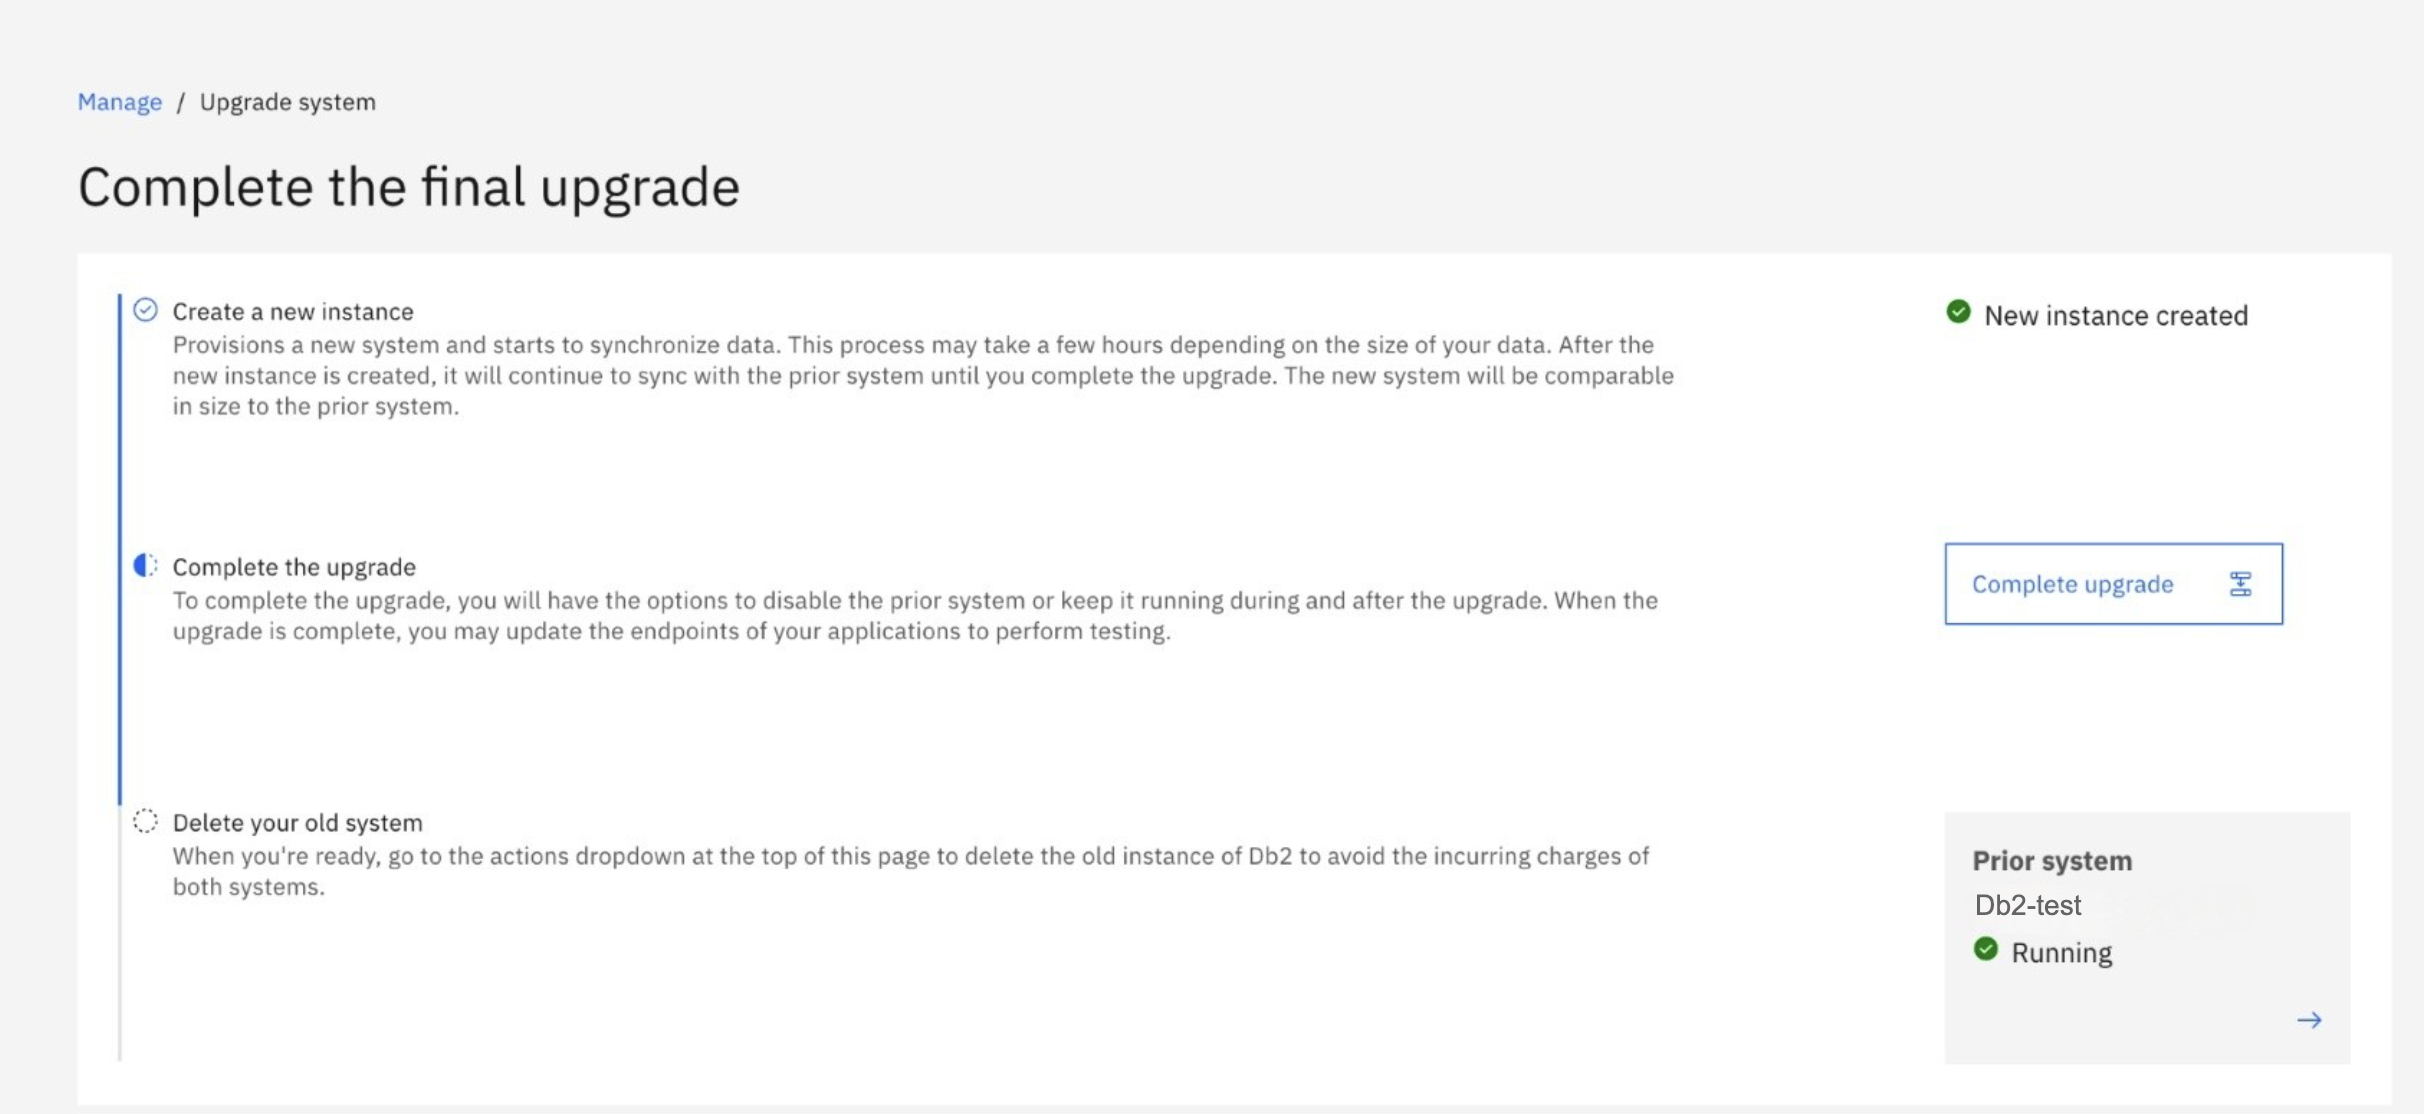 Manage / Upgrade system
Complete the final upgrade
Create a new instance
New instance created
Provisions a new system and starts to synchronize data. This process may take a few hours depending on the size of your data. After the
new instance is created, it will continue to sync with the prior system until you complete the upgrade. The new system will be comparable
in size to the prior system.
Complete the upgrade
Complete upgrade
To complete the upgrade, you will have the options to disable the prior system or keep it running during and after the upgrade. When the
upgrade is complete, you may update the endpoints of your applications to perform testing.
Delete your old system
When you're ready, go to the actions dropdown at the top of this page to delete the old instance of Db2 to avoid the incurring charges of
both systems.
Prior system
Db2-test
Running